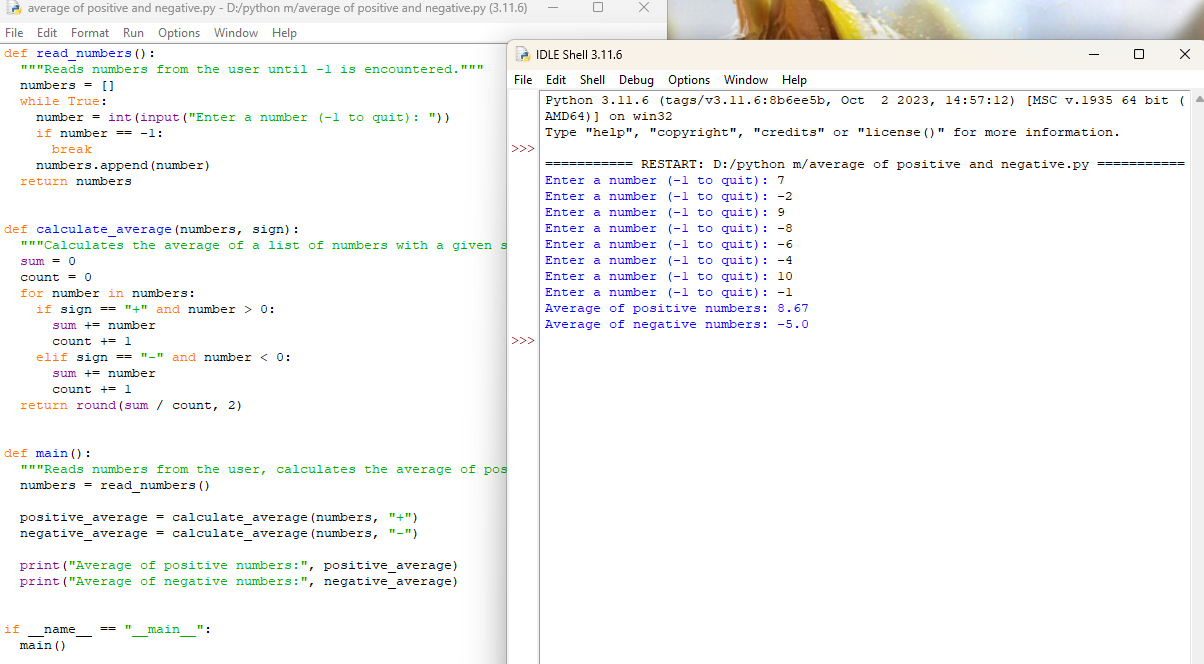 average of positive and negative.py - D:/python m/average of positive and negative.py (3.11.6)
File Edit Format Run Options Window Help
def read_numbers():
  """Reads numbers from the user until -1 is encountered."""
  numbers = []
  while True:
    number = int(input("Enter a number (-1 to quit): "))
    if number == -1:
      break
    numbers.append(number)
  return numbers
def calculate_average(numbers, sign):
  """Calculates the average of a list of numbers with a given s
  sum = 0
  count = 0
  for number in numbers:
    if sign == "+" and number > 0:
      sum += number
      count += 1
    elif sign == "-" and number < 0:
      sum += number
      count += 1
  return round(sum / count, 2)
def main():
  """Reads numbers from the user, calculates the average of pos
  numbers = read_numbers()
  positive_average = calculate_average(numbers, "+")
  negative_average = calculate_average(numbers, "-")
  print("Average of positive numbers:", positive_average)
  print("Average of negative numbers:", negative_average)
if __name__ == "__main__":
  main()
IDLE Shell 3.11.6
File Edit Shell Debug Options Window Help
Python 3.11.6 (tags/v3.11.6:8b6ee5b, Oct  2 2023, 14:57:12) [MSC v.1935 64 bit (
AMD64)] on win32
Type "help", "copyright", "credits" or "license()" for more information.
>>>
=========== RESTART: D:/python m/average of positive and negative.py ===========
Enter a number (-1 to quit): 7
Enter a number (-1 to quit): -2
Enter a number (-1 to quit): 9
Enter a number (-1 to quit): -8
Enter a number (-1 to quit): -6
Enter a number (-1 to quit): -4
Enter a number (-1 to quit): 10
Enter a number (-1 to quit): -1
Average of positive numbers: 8.67
Average of negative numbers: -5.0
>>>